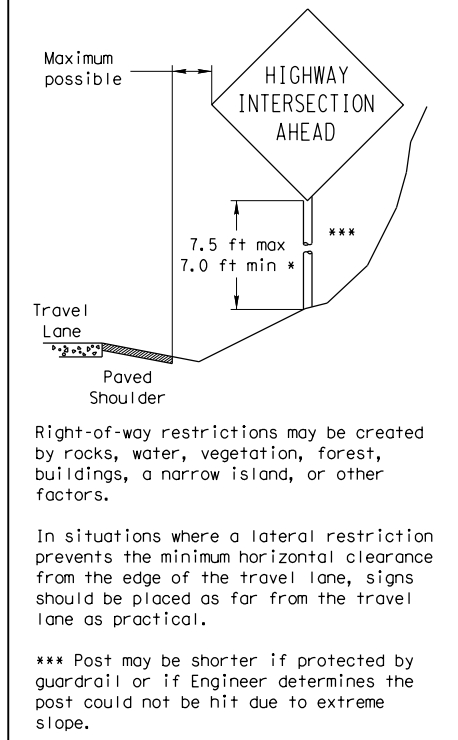 Maximum
possible
HIGHWAY
INTERSECTION
AHEAD
7.5 ft max
7.0 ft min *
***
Travel
Lane
Paved
Shoulder
Right-of-way restrictions may be created
by rocks, water, vegetation, forest,
buildings, a narrow island, or other
factors.
In situations where a lateral restriction
prevents the minimum horizontal clearance
from the edge of the travel lane, signs
should be placed as far from the travel
lane as practical.
*** Post may be shorter if protected by
guardrail or if Engineer determines the
post could not be hit due to extreme
slope.